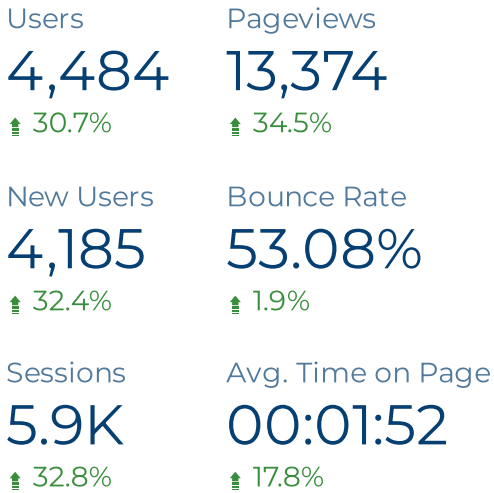 Users
4,484
30.7%
Pageviews
13,374
34.5%
New Users
4,185
32.4%
Bounce Rate
53.08%
1.9%
Sessions
5.9K
32.8%
Avg. Time on Page
00:01:52
17.8%